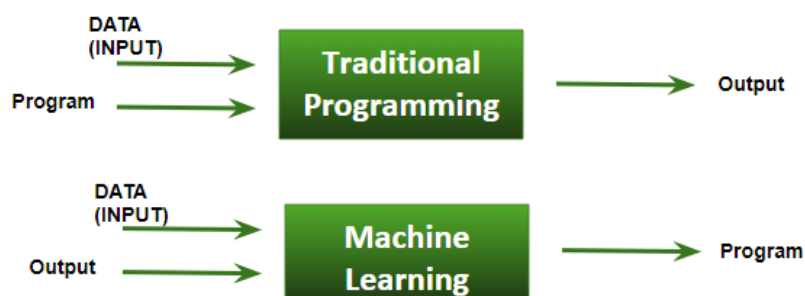 DATA
(INPUT)
Program
Traditional
Programming
Output
DATA
(INPUT)
Output
Machine
Learning
Program